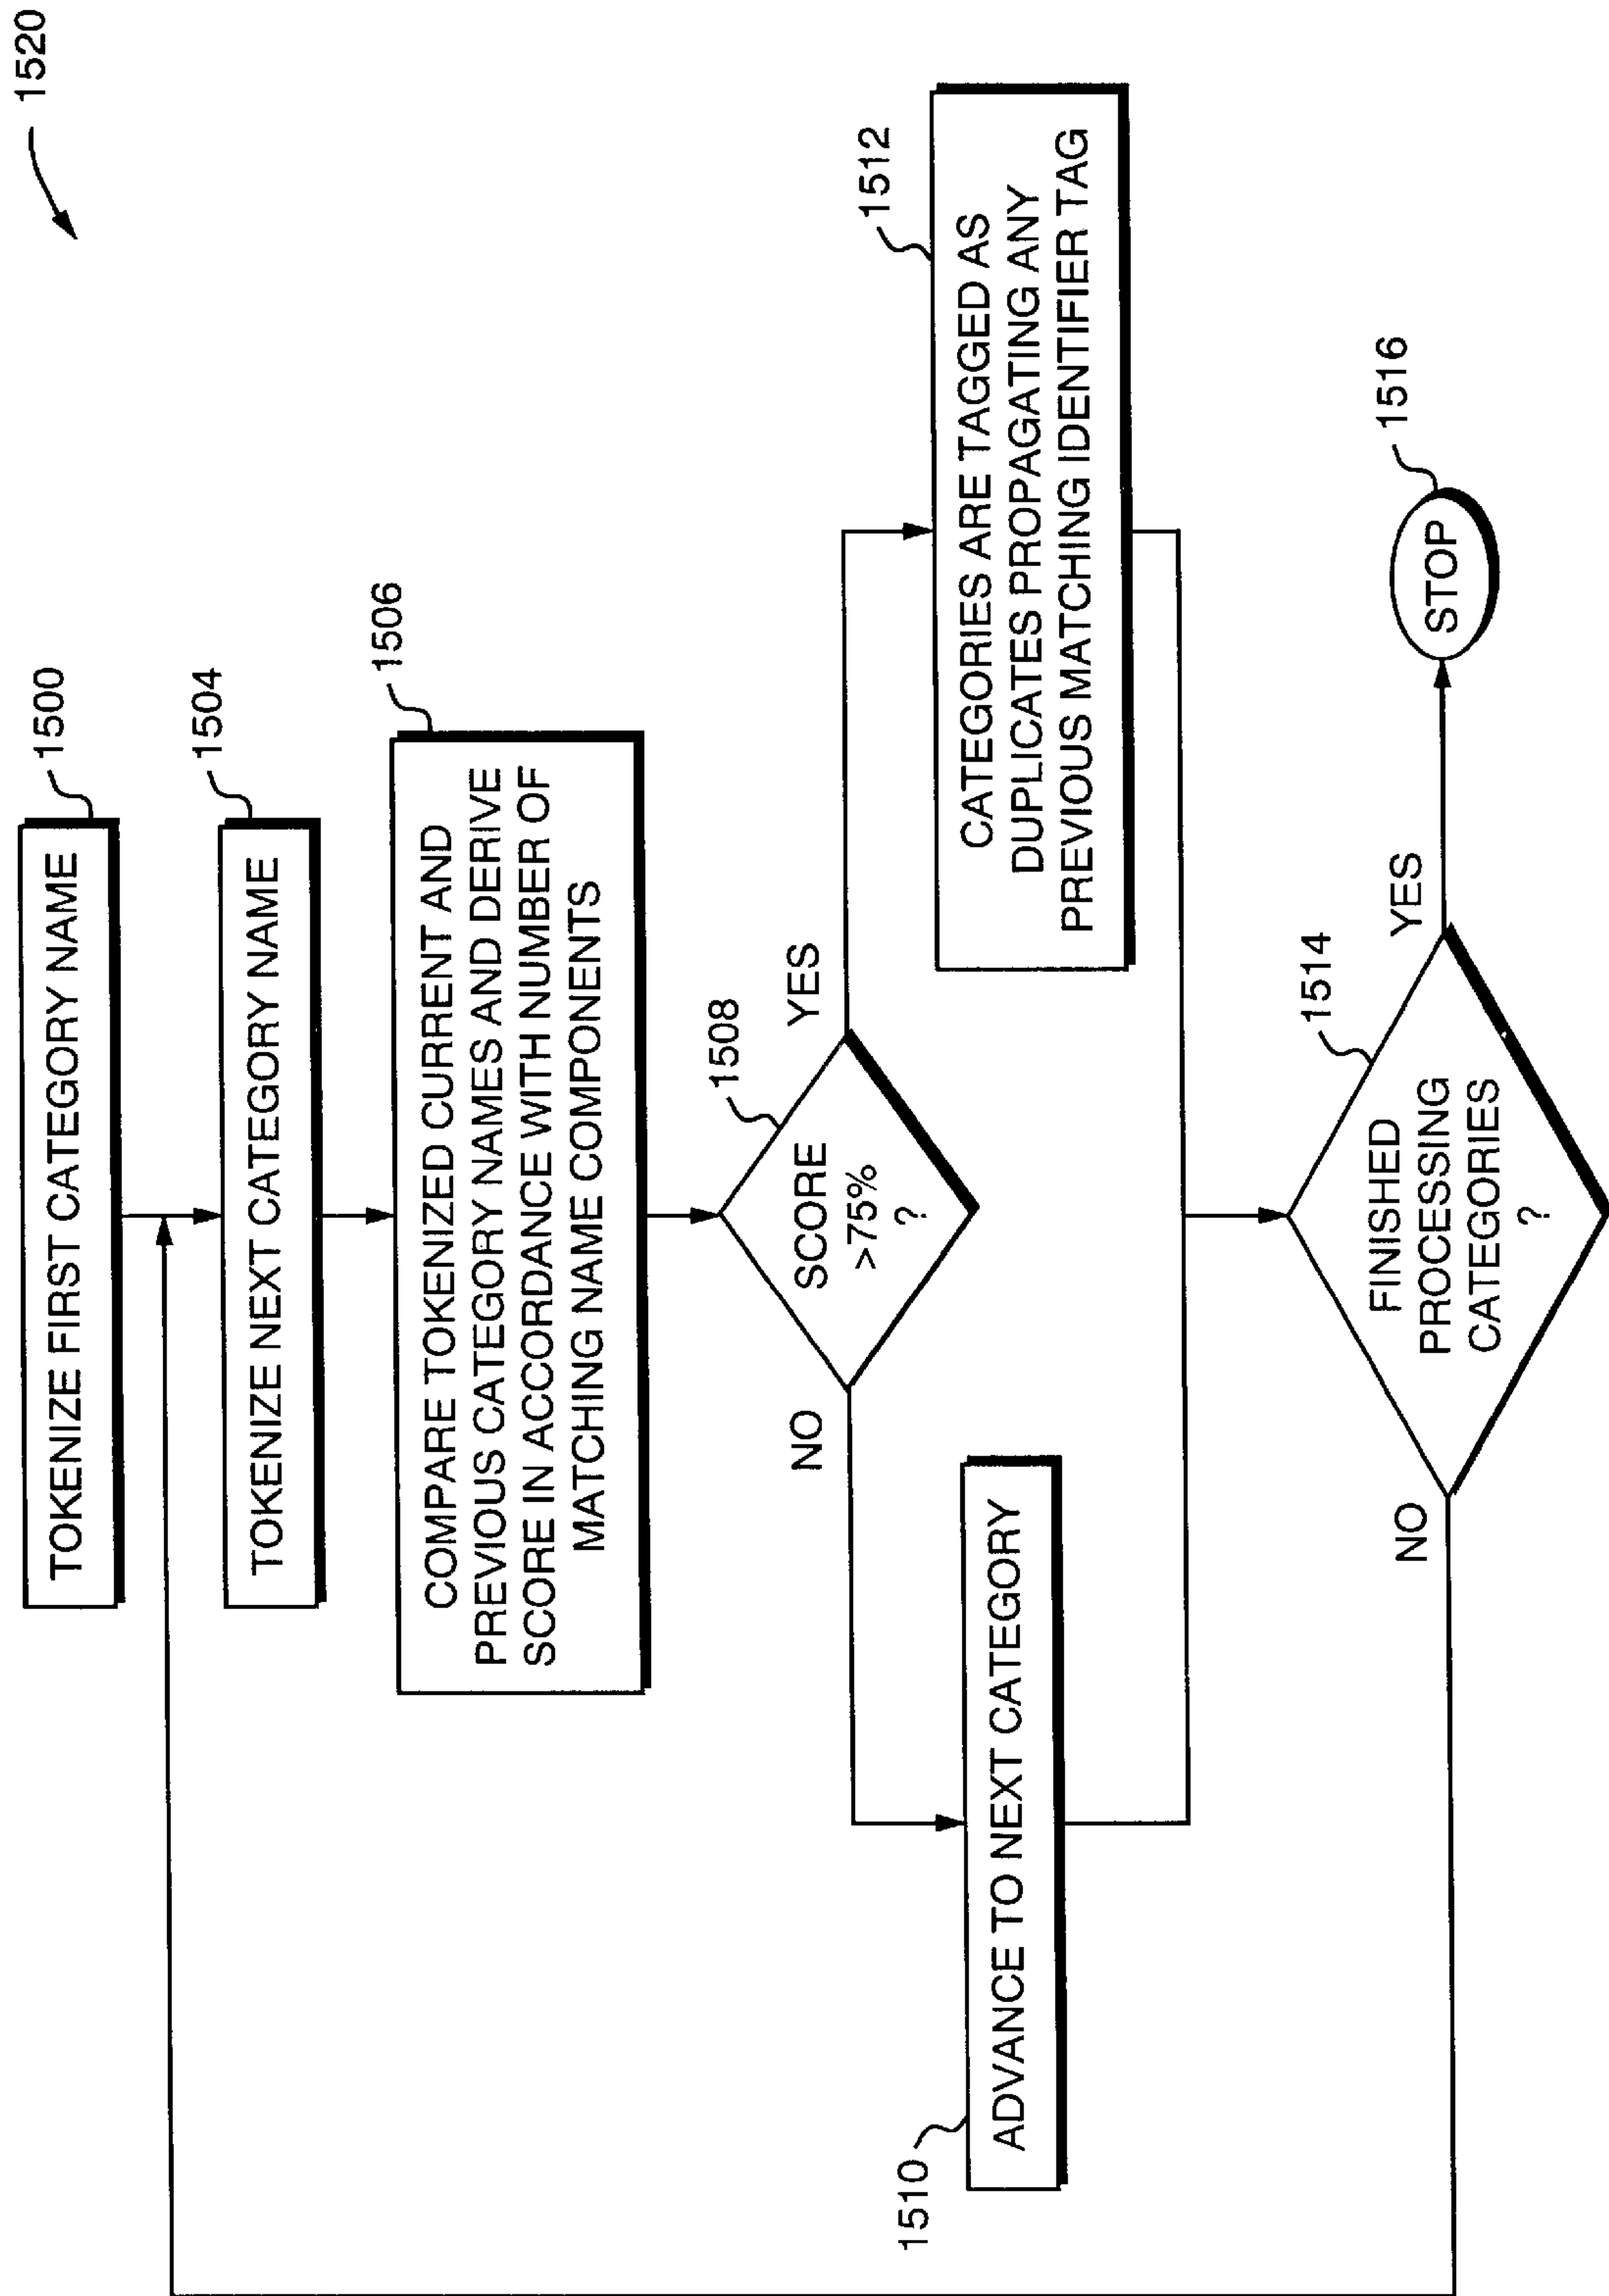 1520
TOKENIZE FIRST CATEGORY NAME
1500
TOKENIZE NEXT CATEGORY NAME
1504
COMPARE TOKENIZED CURRENT AND
PREVIOUS CATEGORY NAMES AND DERIVE
SCORE IN ACCORDANCE WITH NUMBER OF
MATCHING NAME COMPONENTS
1506
SCORE
>75%
?
1508
NO
YES
ADVANCE TO NEXT CATEGORY
1510
CATEGORIES ARE TAGGED AS
DUPLICATES PROPAGATING ANY
PREVIOUS MATCHING IDENTIFIER TAG
1512
FINISHED
PROCESSING
CATEGORIES
?
1514
NO
YES
STOP
1516